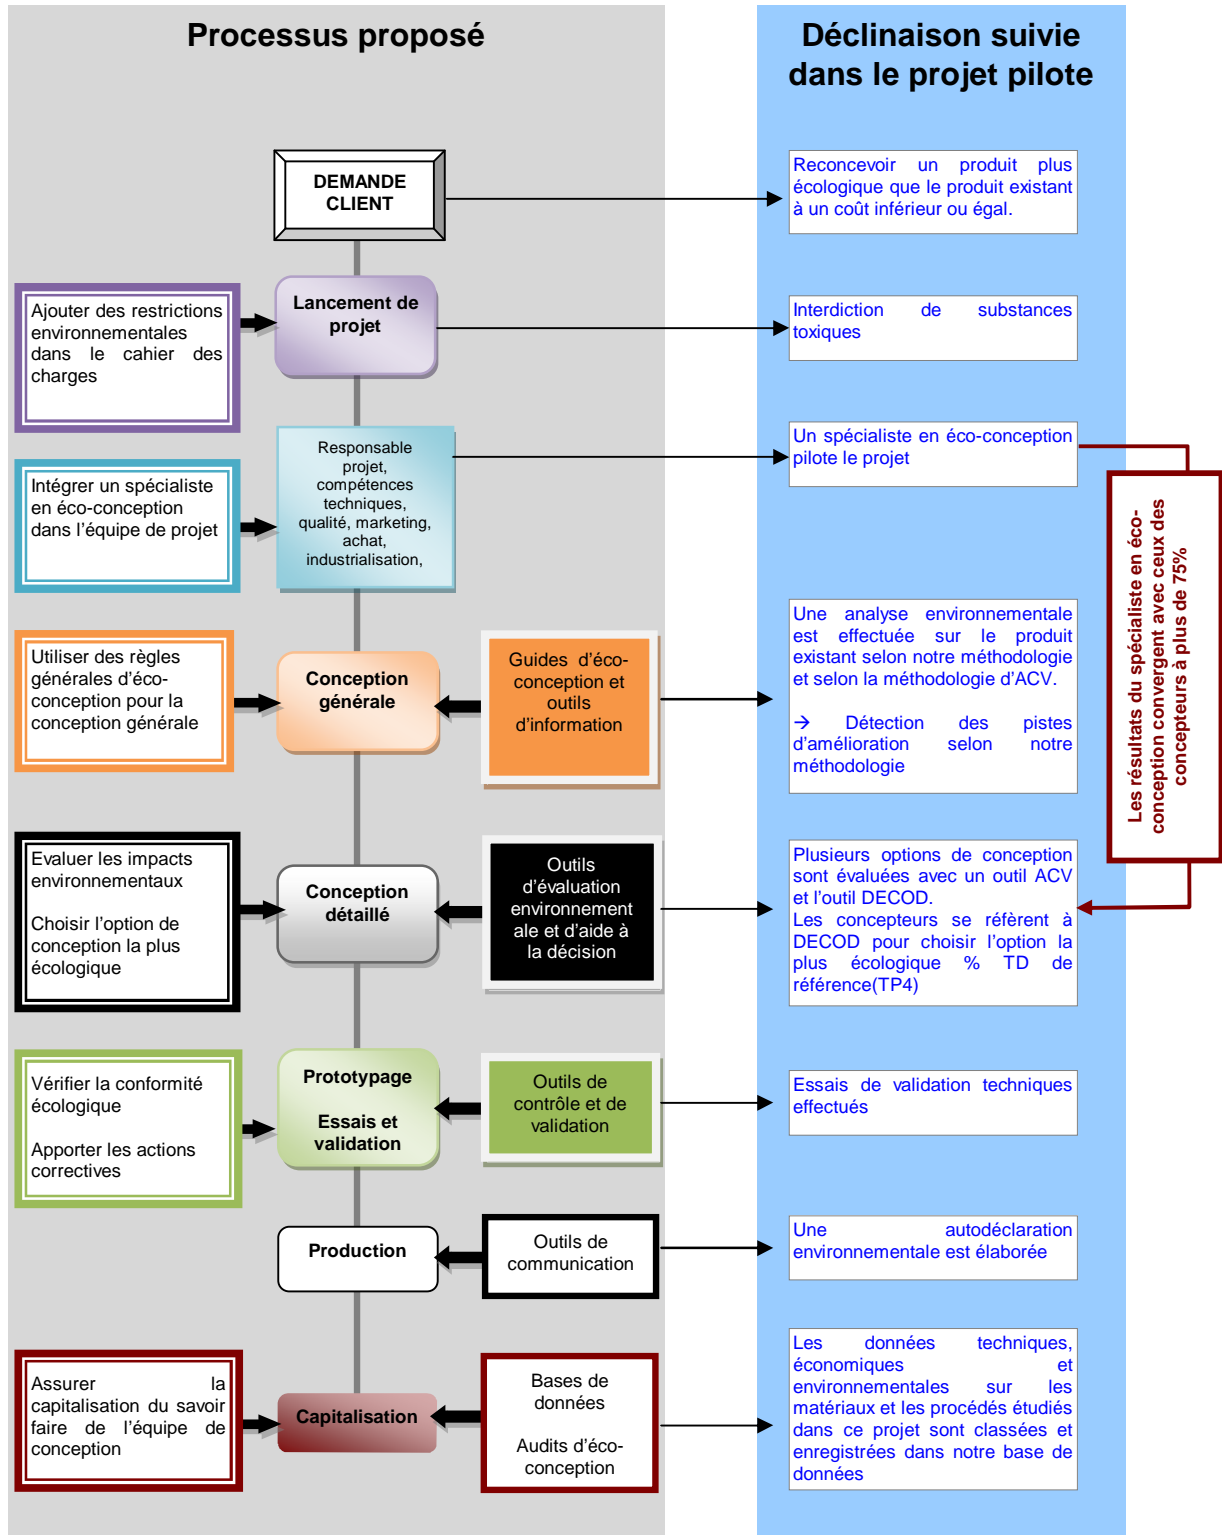 Processus proposé
Déclinaison suivie
dans le projet pilote
DEMANDE
CLIENT
Reconcevoir un produit plus
écologique que le produit existant
à un coût inférieur ou égal.
Ajouter des restrictions
environnementales
dans le cahier des
charges
Lancement de
projet
Interdiction de substances
toxiques
Intégrer un spécialiste
en éco-conception
dans l'équipe de projet
Responsable
projet,
compétences
techniques,
qualité, marketing,
achat,
industrialisation,
Un spécialiste en éco-conception
pilote le projet
Les résultats du spécialiste en éco-
conception convergent avec ceux des
concepteurs à plus de 75%
Utiliser des règles
générales d'éco-
conception pour la
conception générale
Conception
générale
Guides d'éco-
conception et
outils
d'information
Une analyse environnementale
est effectuée sur le produit
existant selon notre méthodologie
et selon la méthodologie d'ACV.
→ Détection des pistes
d'amélioration selon notre
méthodologie
Evaluer les impacts
environnementaux
Choisir l'option de
conception la plus
écologique
Conception
détaillé
Outils
d'évaluation
environnement
ale et d'aide à
la décision
Plusieurs options de conception
sont évaluées avec un outil ACV
et l'outil DECOD.
Les concepteurs se réfèrent à
DECOD pour choisir l'option la
plus écologique % TD de
référence(TP4)
Vérifier la conformité
écologique
Apporter les actions
correctives
Prototypage
Essais et
validation
Outils de
contrôle et de
validation
Essais de validation techniques
effectués
Production
Outils de
communication
Une autodéclaration
environnementale est élaborée
Assurer la
capitalisation du savoir
faire de l'équipe de
conception
Capitalisation
Bases de
données
Audits d'éco-
conception
Les données techniques,
économiques et
environnementales sur les
matériaux et les procédés étudiés
dans ce projet sont classées et
enregistrées dans notre base de
données